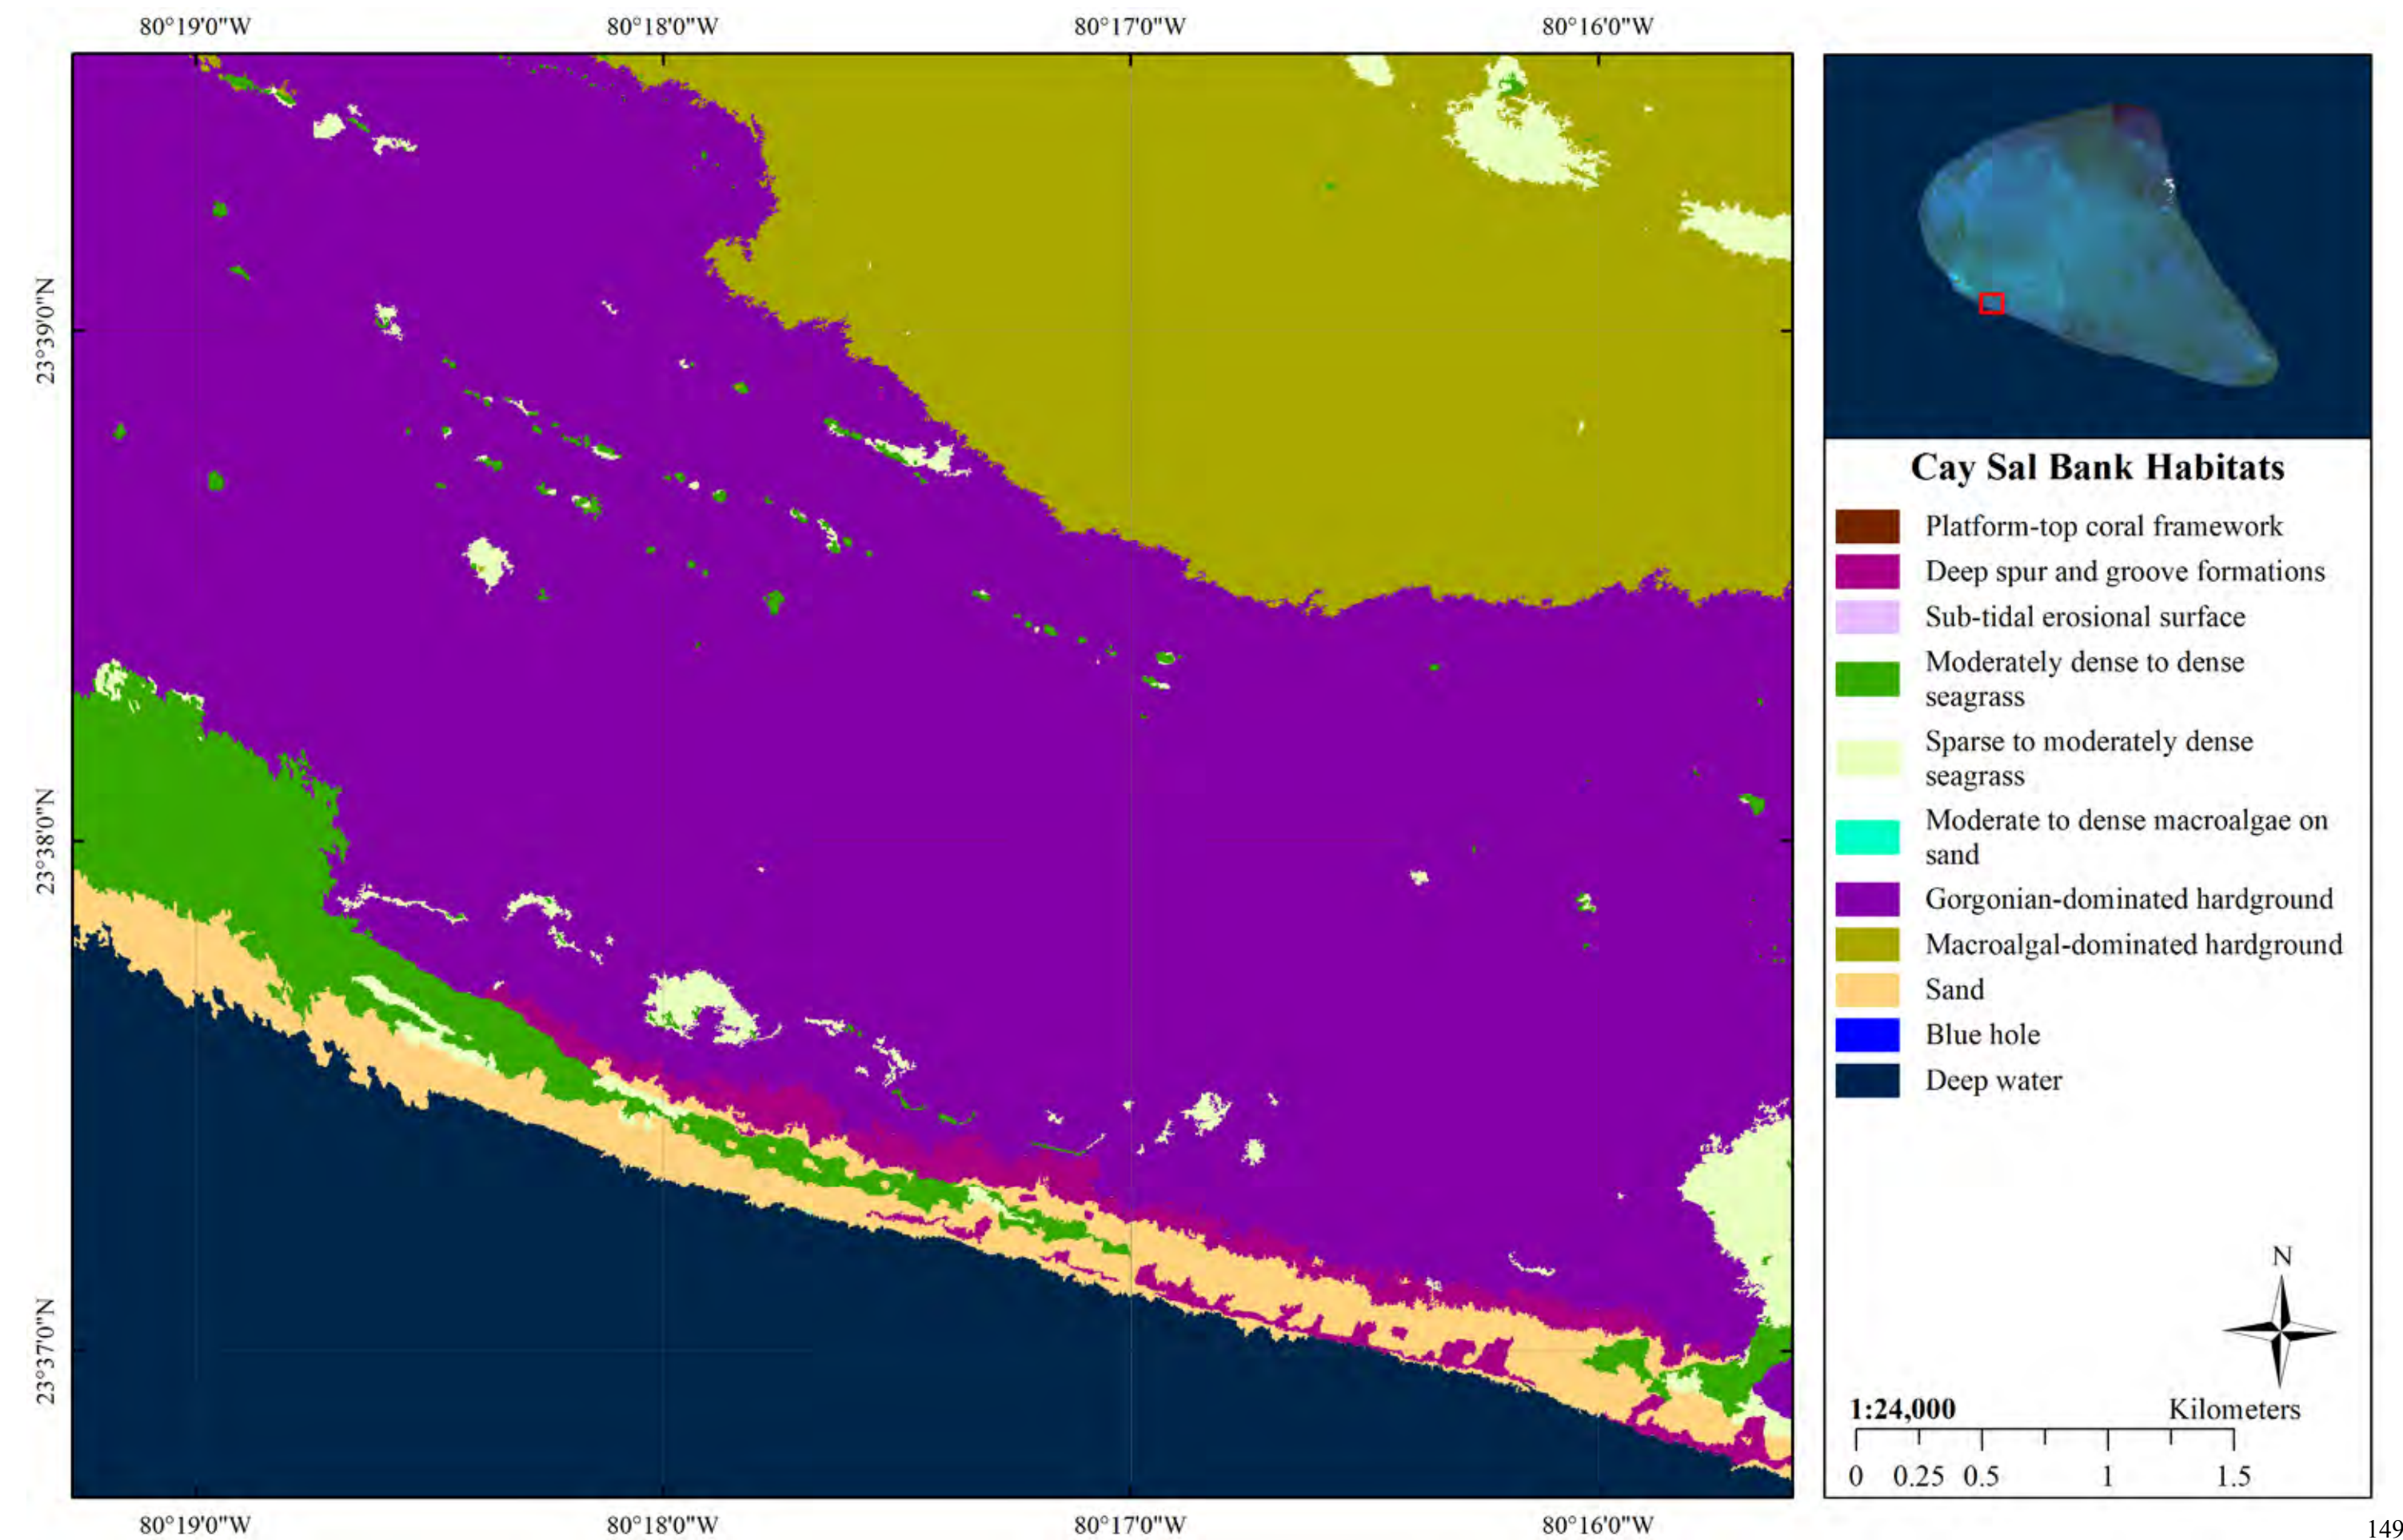 80°19'0"W
80°18'0"W
80°17'0"W
80°16'0"W
23°39'0"N
23°38'0"N
23°37'0"N
80°19'0"W
80°18'0"W
80°17'0"W
80°16'0"W
Cay Sal Bank Habitats
Platform-top coral framework
Deep spur and groove formations
Sub-tidal erosional surface
Moderately dense to dense
seagrass
Sparse to moderately dense
seagrass
Moderate to dense macroalgae on
sand
Gorgonian-dominated hardground
Macroalgal-dominated hardground
Sand
Blue hole
Deep water
N
1:24,000 Kilometers
0 0.25 0.5 1 1.5
149